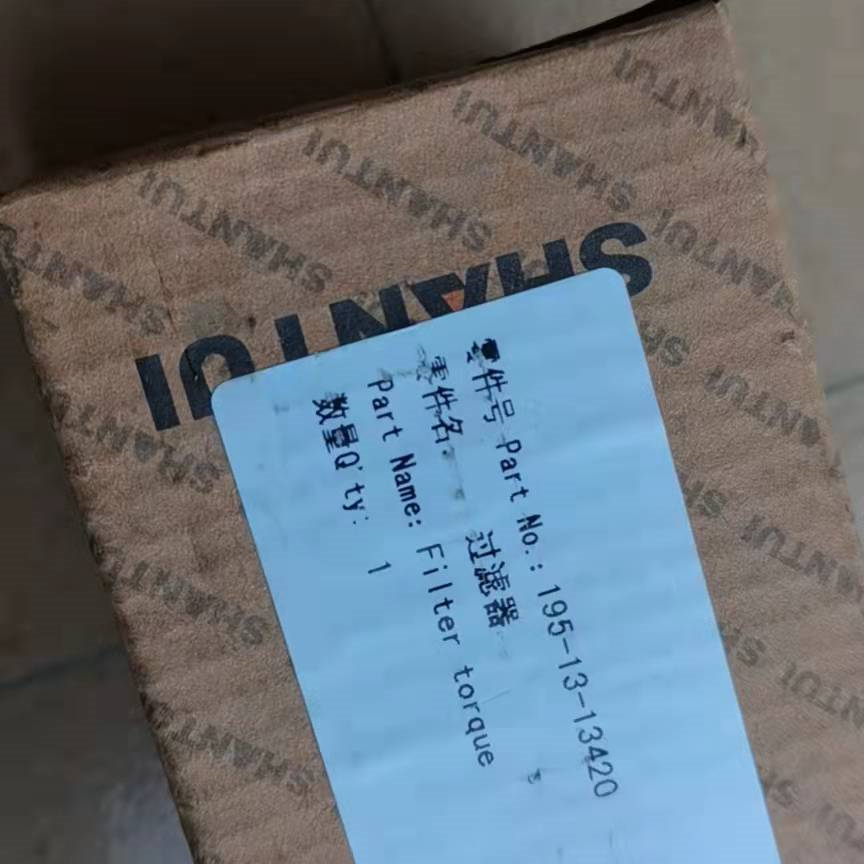 SHANTUI
零件号 Part No.: 195-13-13420
零件名: 过滤器
Part Name: Filter torque
数量Q'ty: 1